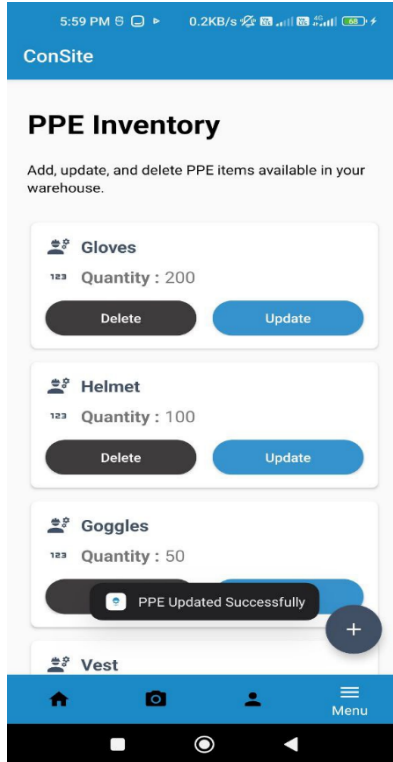 5:59 PM 0.2KB/s 4G 68
ConSite
PPE Inventory
Add, update, and delete PPE items available in your
warehouse.
Gloves
123 Quantity : 200
Delete Update
Helmet
123 Quantity : 100
Delete Update
Goggles
123 Quantity : 50
PPE Updated Successfully
+
Vest
Menu